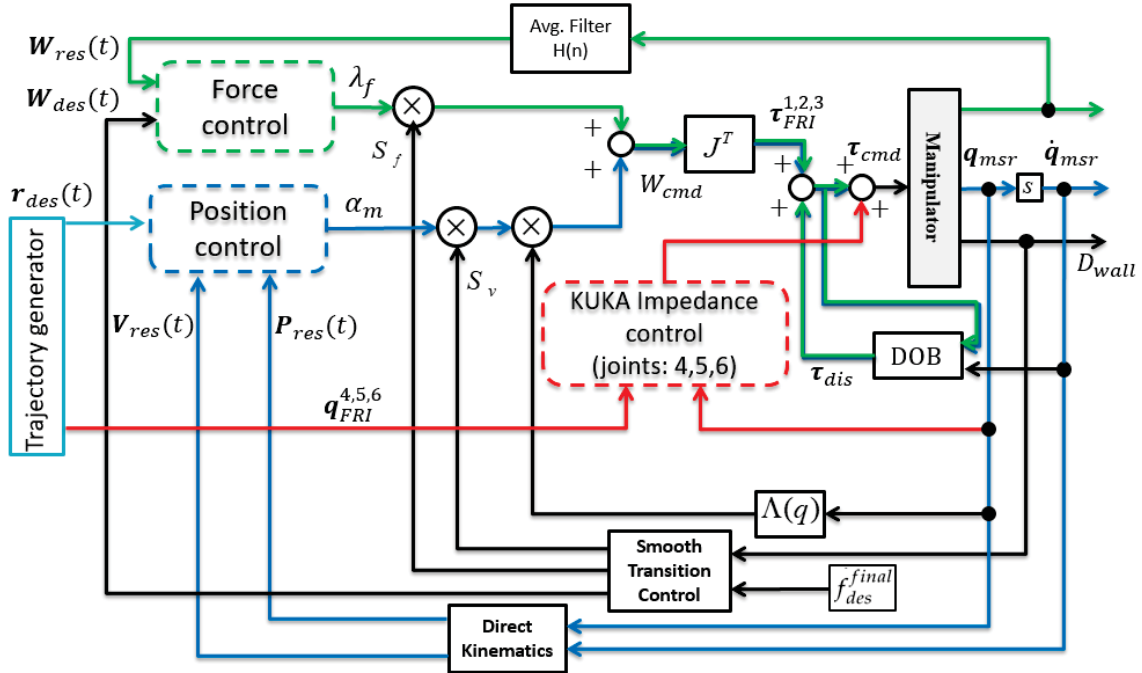 Avg. Filter
H(n)
W_res(t)
W_des(t)
Force
control
λ_f
S_f
+
+
W_cmd
J^T
τ_FRI^1,2,3
+
+
τ_cmd
+
+
Manipulator
q_msr
s
q̇_msr
D_wall
r_des(t)
Trajectory generator
Position
control
α_m
S_v
V_res(t)
P_res(t)
KUKA Impedance
control
(joints: 4,5,6)
τ_dis
DOB
q_FRI^4,5,6
Λ(q)
Smooth
Transition
Control
f_des^final
Direct
Kinematics